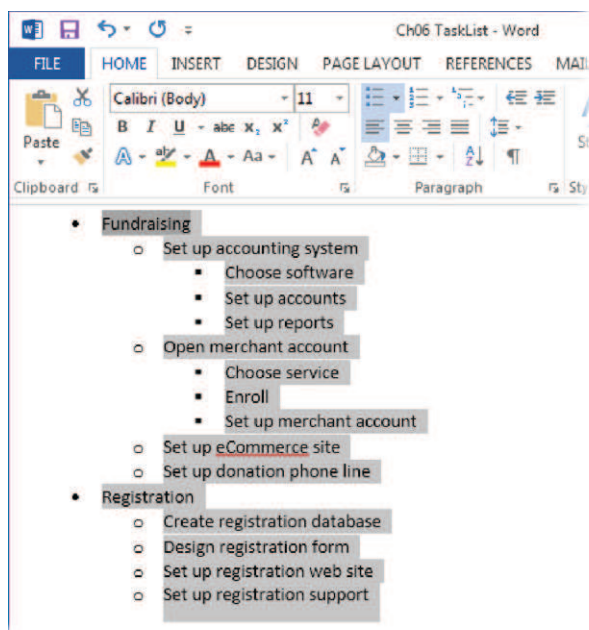 Ch06 TaskList - Word
FILE HOME INSERT DESIGN PAGE LAYOUT REFERENCES MAI
Calibri (Body) 11
Paste
B I U abc X₂ X²
A A Aa A A
Clipboard Font Paragraph Sty
• Fundraising
o Set up accounting system
▪ Choose software
▪ Set up accounts
▪ Set up reports
o Open merchant account
▪ Choose service
▪ Enroll
▪ Set up merchant account
o Set up eCommerce site
o Set up donation phone line
• Registration
o Create registration database
o Design registration form
o Set up registration web site
o Set up registration support